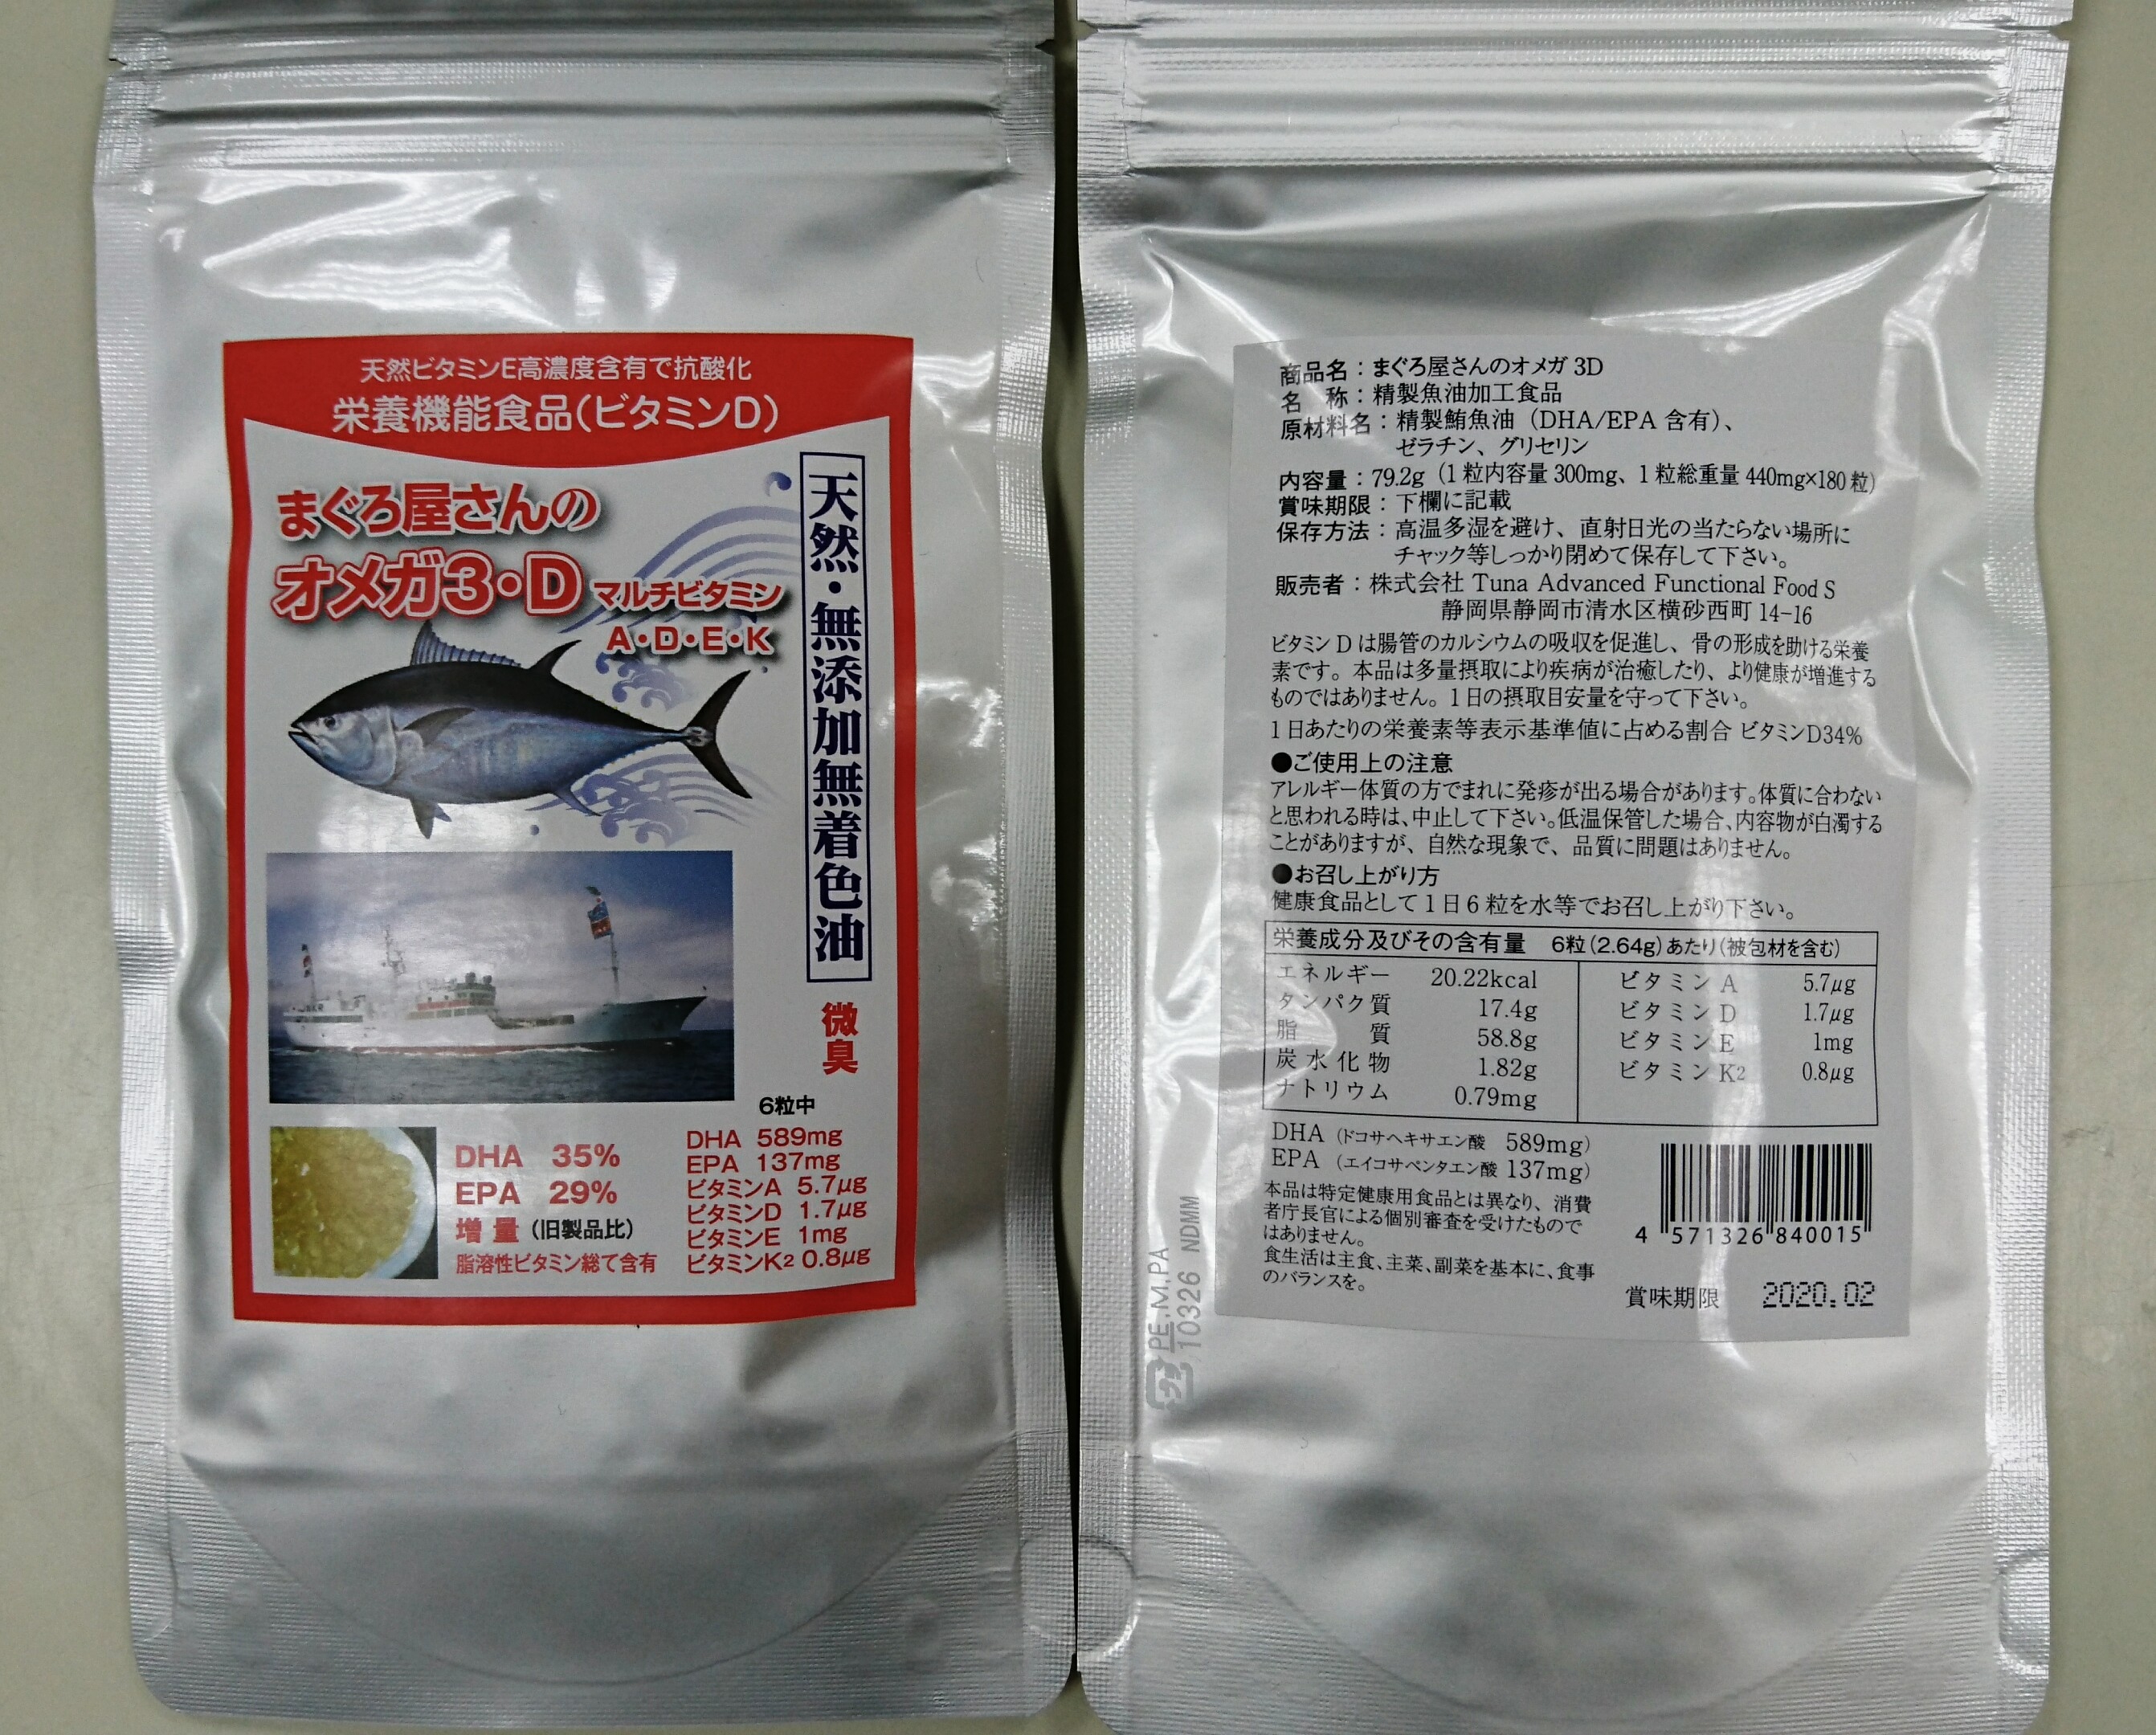 天然ビタミンE高濃度含有で抗酸化
栄養機能食品(ビタミンD)
まぐろ屋さんの
オメガ3・D マルチビタミン
A・D・E・K
天然・無添加無着色油
微臭
6粒中
DHA 35%
EPA 29%
増量(旧製品比)
脂溶性ビタミン総て含有
DHA 589mg
EPA 137mg
ビタミンA 5.7μg
ビタミンD 1.7μg
ビタミンE 1mg
ビタミンK2 0.8μg
商品名:まぐろ屋さんのオメガ 3D
名 称:精製魚油加工食品
原材料名:精製鮪魚油(DHA/EPA 含有)、
ゼラチン、グリセリン
内容量:79.2g(1粒内容量 300mg、1粒総重量 440mg×180粒)
賞味期限:下欄に記載
保存方法:高温多湿を避け、直射日光の当たらない場所に
チャック等しっかり閉めて保存して下さい。
販売者:株式会社 Tuna Advanced Functional Food S
静岡県静岡市清水区横砂西町 14-16
ビタミン D は腸管のカルシウムの吸収を促進し、骨の形成を助ける栄養
素です。本品は多量摂取により疾病が治癒したり、より健康が増進する
ものではありません。1日の摂取目安量を守って下さい。
1日あたりの栄養素等表示基準値に占める割合 ビタミンD34%
●ご使用上の注意
アレルギー体質の方でまれに発疹が出る場合があります。体質に合わない
と思われる時は、中止して下さい。低温保管した場合、内容物が白濁する
ことがありますが、自然な現象で、品質に問題はありません。
●お召し上がり方
健康食品として1日6粒を水等でお召し上がり下さい。
栄養成分及びその含有量 6粒(2.64g)あたり(被包材を含む)
エネルギー 20.22kcal
タンパク質 17.4g
脂質 58.8g
炭水化物 1.82g
ナトリウム 0.79mg
ビタミン A 5.7μg
ビタミン D 1.7μg
ビタミン E 1mg
ビタミン K2 0.8μg
DHA(ドコサヘキサエン酸 589mg)
EPA(エイコサペンタエン酸 137mg)
本品は特定健康用食品とは異なり、消費
者庁長官による個別審査を受けたもので
はありません。
食生活は主食、主菜、副菜を基本に、食事
のバランスを。
4 571326 840015
賞味期限 2020.02
プラ PE.M.PA
10326 NDMM